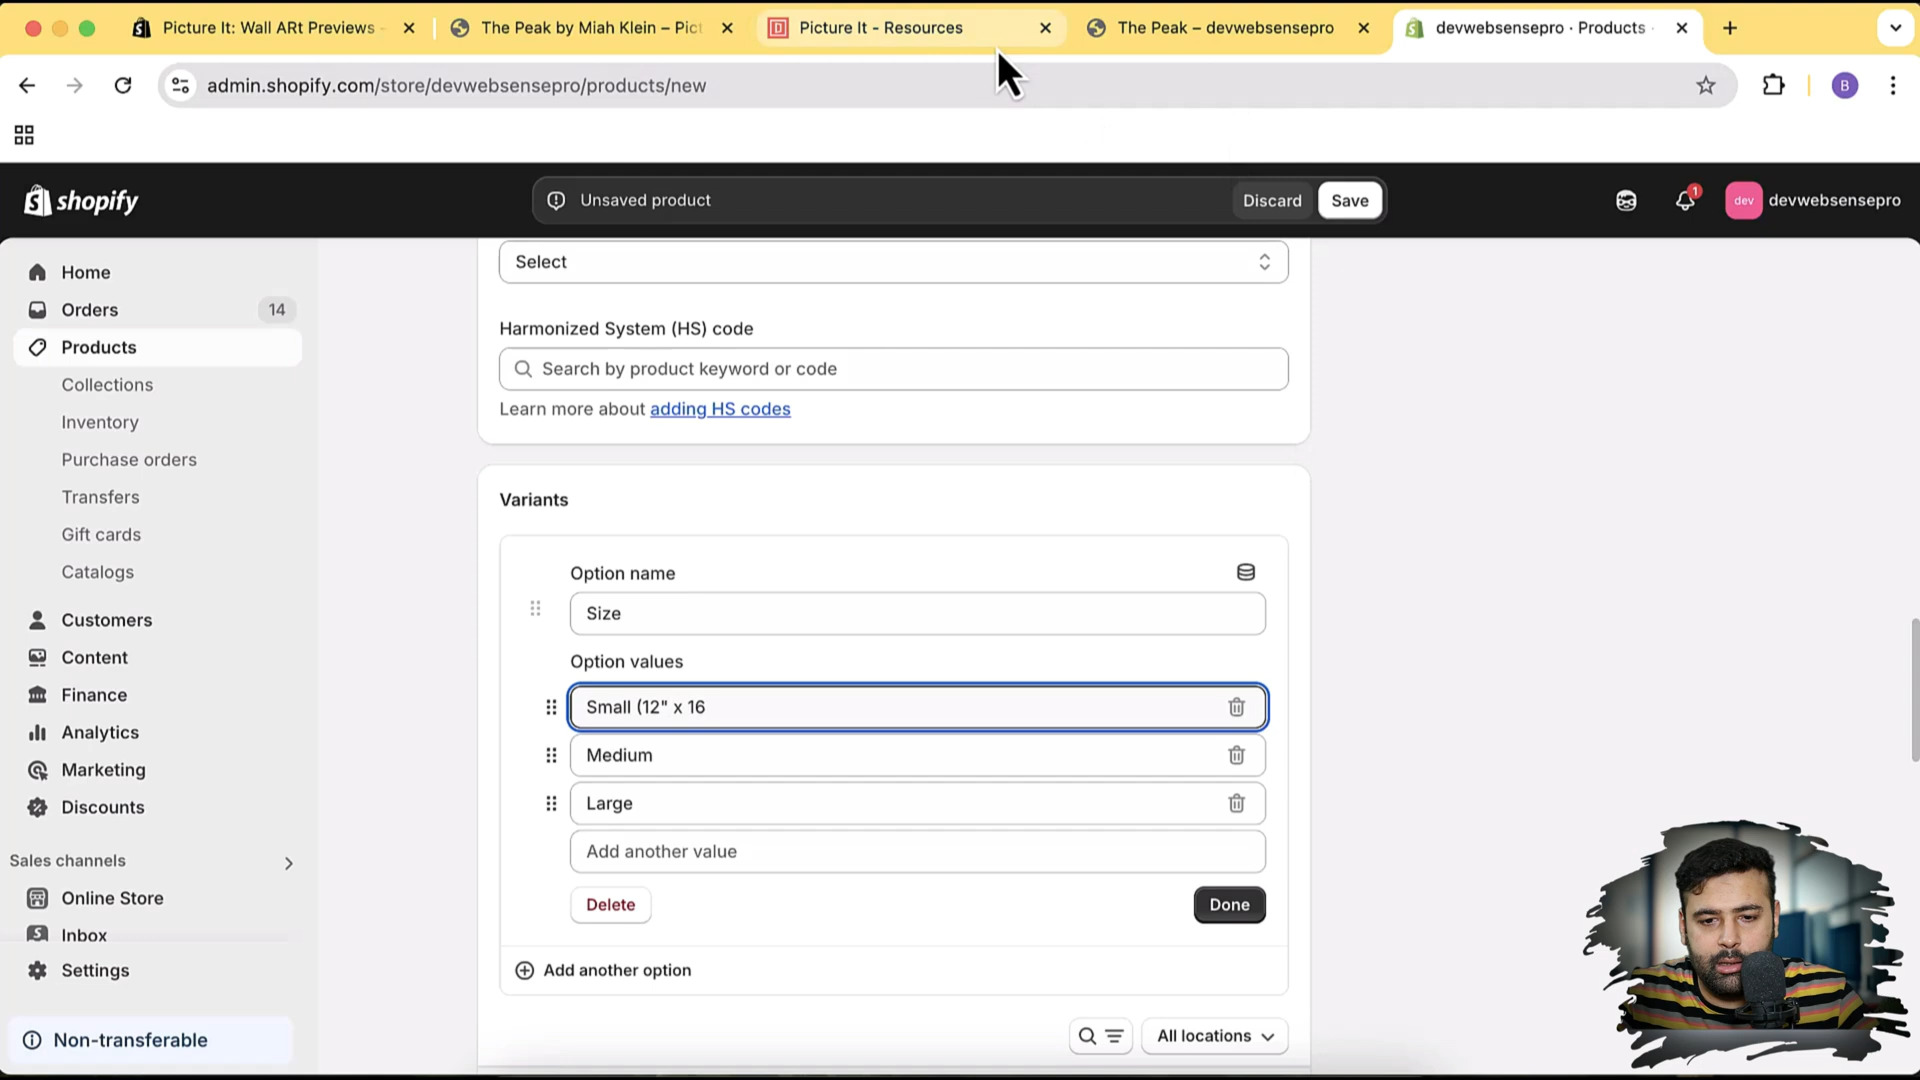 Picture It: Wall ARt Previews -
The Peak by Miah Klein – Pict
Picture It - Resources
The Peak – devwebsensepro
devwebsensepro · Products ·
admin.shopify.com/store/devwebsensepro/products/new
B
shopify
Unsaved product
Discard
Save
1
dev
devwebsensepro
Home
Orders
14
Products
Collections
Inventory
Purchase orders
Transfers
Gift cards
Catalogs
Customers
Content
Finance
Analytics
Marketing
Discounts
Sales channels
Online Store
Inbox
Settings
Non-transferable
Select
Harmonized System (HS) code
Search by product keyword or code
Learn more about adding HS codes
Variants
Option name
Size
Option values
Small (12" x 16
Medium
Large
Add another value
Delete
Done
Add another option
All locations